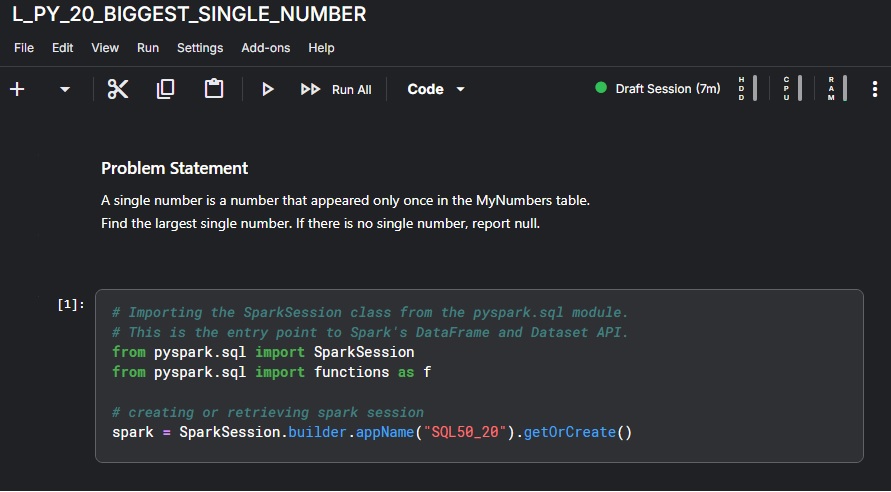 L_PY_20_BIGGEST_SINGLE_NUMBER
File Edit View Run Settings Add-ons Help
Run All Code Draft Session (7m) HDD CPU RAM
Problem Statement
A single number is a number that appeared only once in the MyNumbers table.
Find the largest single number. If there is no single number, report null.
[1]:
# Importing the SparkSession class from the pyspark.sql module.
# This is the entry point to Spark's DataFrame and Dataset API.
from pyspark.sql import SparkSession
from pyspark.sql import functions as f
# creating or retrieving spark session
spark = SparkSession.builder.appName("SQL50_20").getOrCreate()